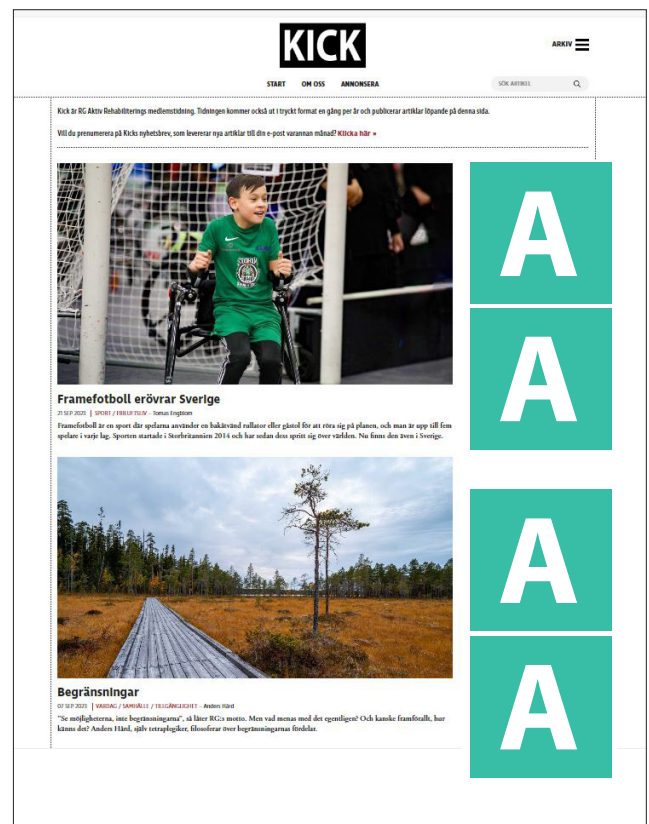 KICK
ARKIV
START OM OSS ANNONSERA
SÖK ARTIKEL
Kick är RG Aktiv Rehabiliterings medlemstidning. Tidningen kommer också ut i tryckt format en gång per år och publicerar artiklar löpande på denna sida.
Vill du prenumerera på Kicks nyhetsbrev, som levererar nya artiklar till din e-post varannan månad? Klicka här »
A
A
Framefotboll erövrar Sverige
21 SEP 2021 | SPORT / FRILUFTSLIV – Tomas Engblom
Framefotboll är en sport där spelarna använder en bakåtvänd rullator eller gåstol för att röra sig på planen, och man är upp till fem
spelare i varje lag. Sporten startade i Storbritannien 2014 och har sedan dess spritt sig över världen. Nu finns den även i Sverige.
A
A
Begränsningar
07 SEP 2021 | VARDAG / SAMHÄLLE / TILLGÄNGLIGHET – Anders Hård
"Se möjligheterna, inte begränsningarna", så låter RG:s motto. Men vad menas med det egentligen? Och kanske framförallt, hur
känns det? Anders Hård, själv tetraplegiker, filosoferar över begränsningarnas fördelar.